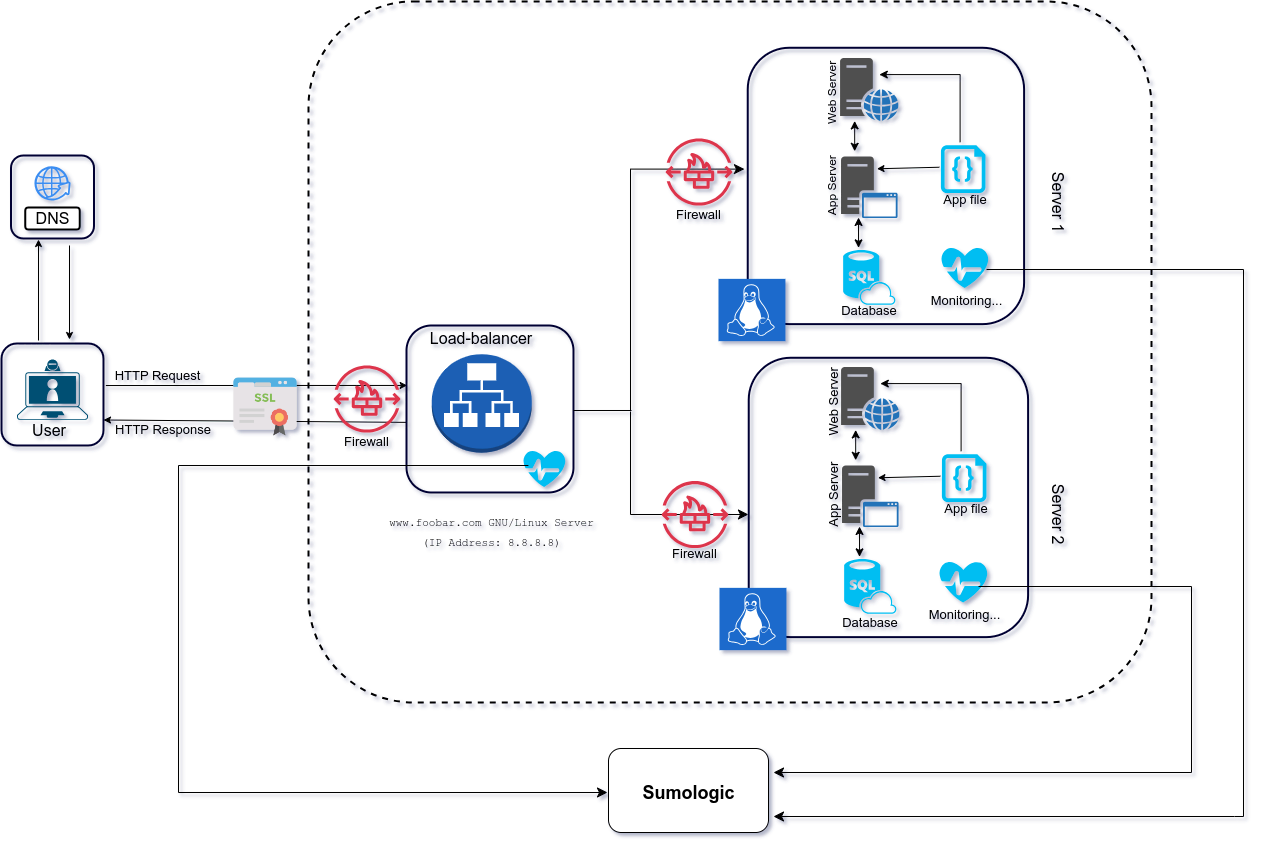 DNS
User
HTTP Request
HTTP Response
SSL
Firewall
Load-balancer
www.foobar.com GNU/Linux Server
(IP Address: 8.8.8.8)
Firewall
Firewall
Web Server
App Server
App file
SQL
Database
Monitoring...
Server 1
Web Server
App Server
App file
SQL
Database
Monitoring...
Server 2
Sumologic